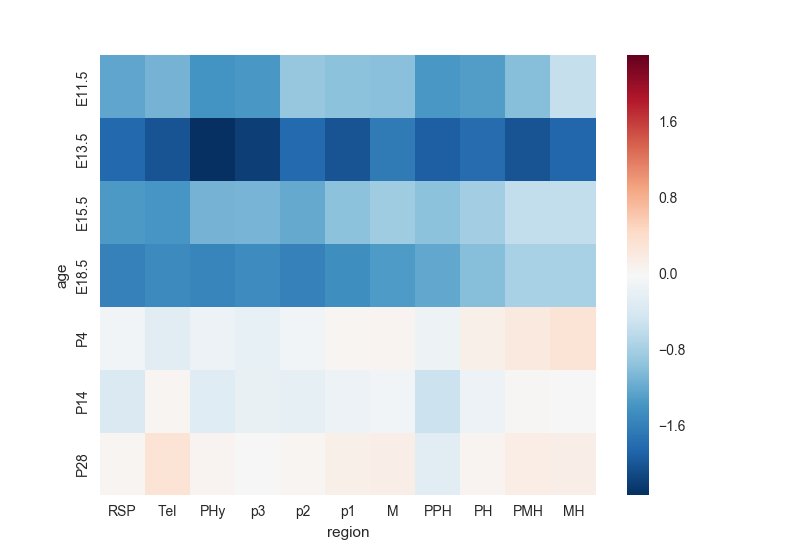 E11.5
E13.5
E15.5
E18.5
P4
P14
P28
age
RSP Tel PHy p3 p2 p1 M PPH PH PMH MH
region
1.6
0.8
0.0
−0.8
−1.6